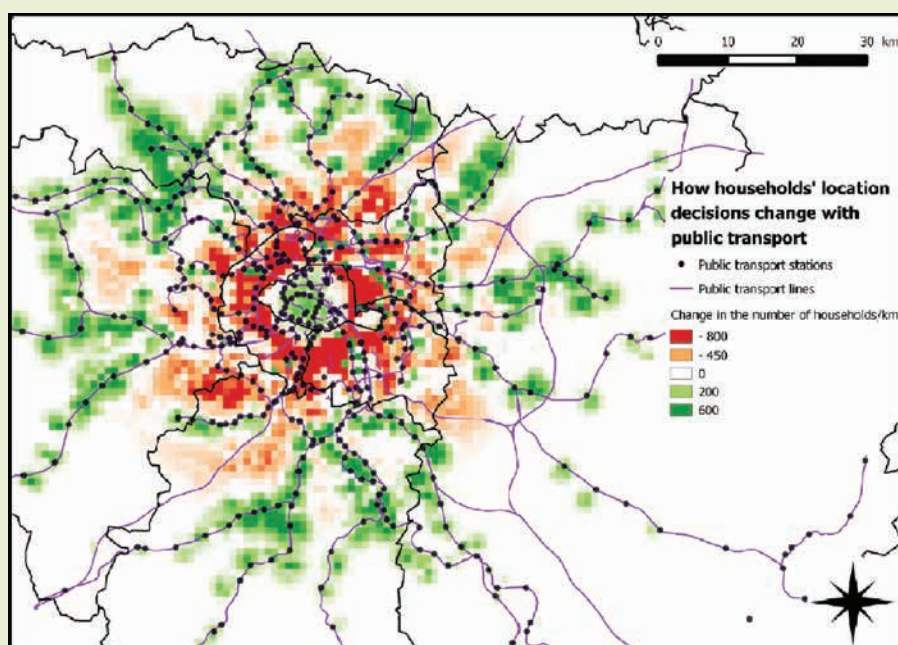 0 10 20 30 km
How households' location
decisions change with
public transport
Public transport stations
Public transport lines
Change in the number of households/km
- 800
- 450
0
200
600